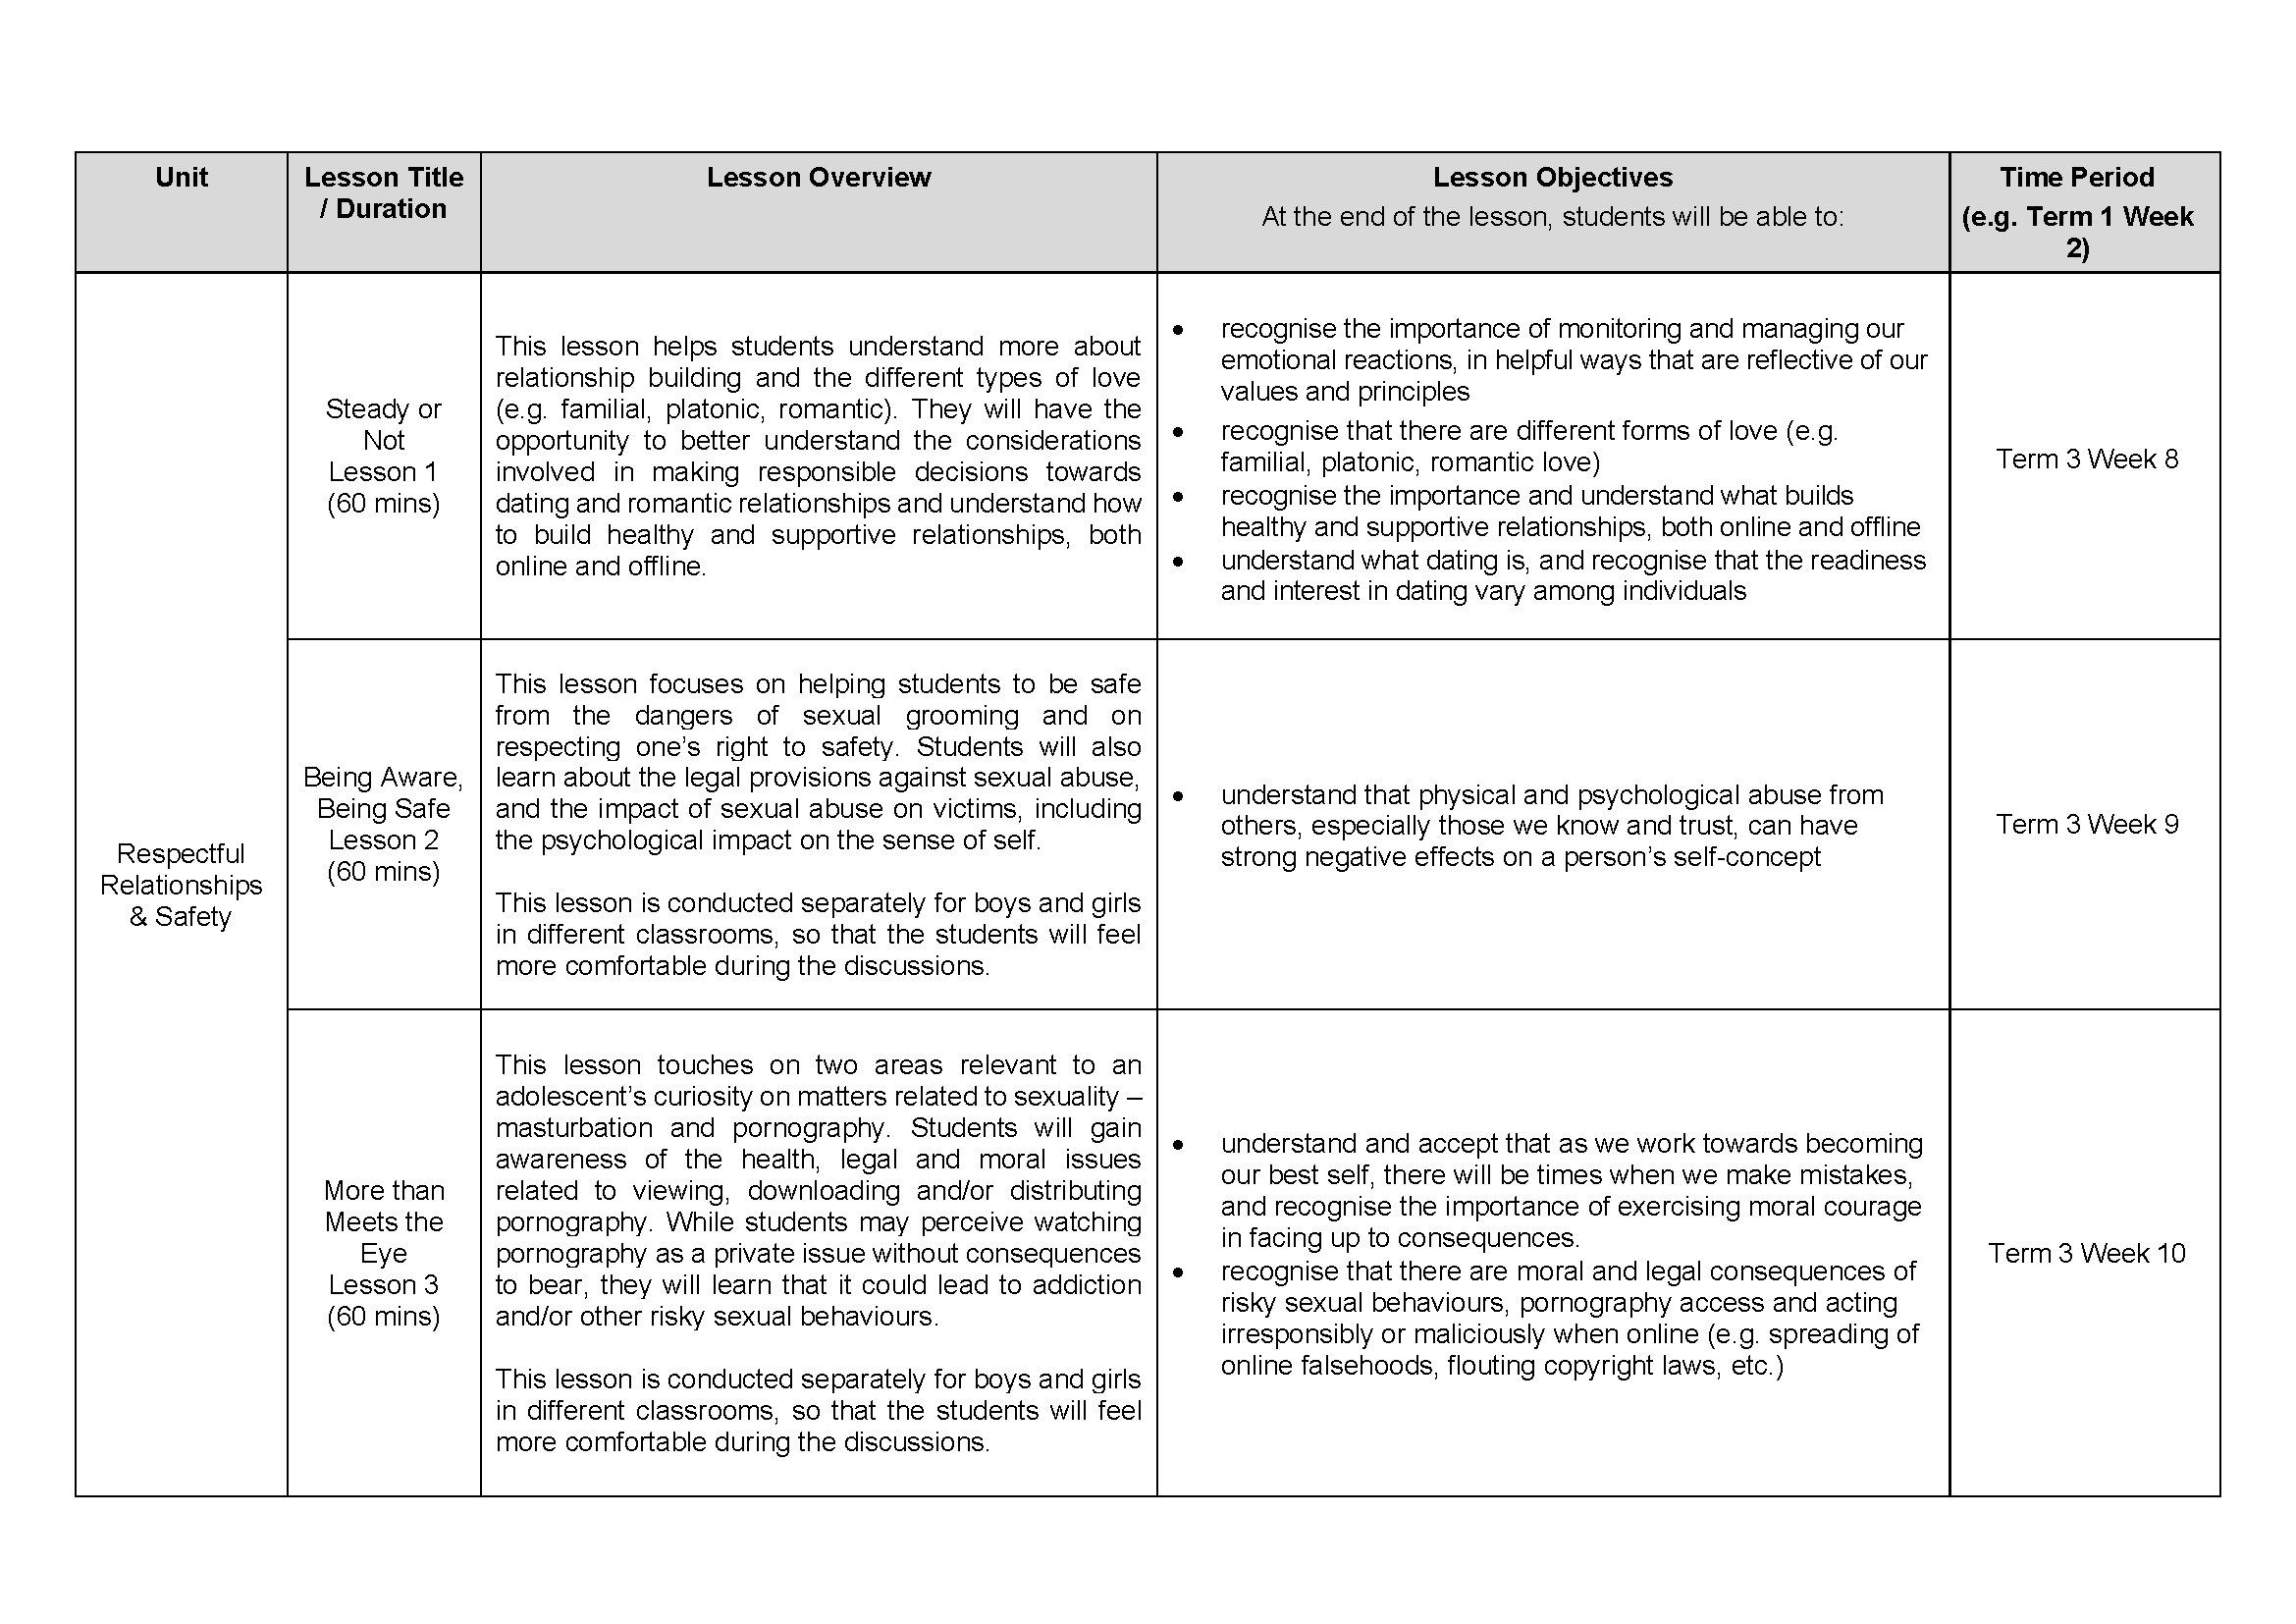 Unit
Lesson Title
/ Duration
Lesson Overview
Lesson Objectives
At the end of the lesson, students will be able to:
Time Period
(e.g. Term 1 Week
2)
Respectful
Relationships
& Safety
Steady or
Not
Lesson 1
(60 mins)
This lesson helps students understand more about
relationship building and the different types of love
(e.g. familial, platonic, romantic). They will have the
opportunity to better understand the considerations
involved in making responsible decisions towards
dating and romantic relationships and understand how
to build healthy and supportive relationships, both
online and offline.
• recognise the importance of monitoring and managing our
emotional reactions, in helpful ways that are reflective of our
values and principles
• recognise that there are different forms of love (e.g.
familial, platonic, romantic love)
• recognise the importance and understand what builds
healthy and supportive relationships, both online and offline
• understand what dating is, and recognise that the readiness
and interest in dating vary among individuals
Term 3 Week 8
Being Aware,
Being Safe
Lesson 2
(60 mins)
This lesson focuses on helping students to be safe
from the dangers of sexual grooming and on
respecting one’s right to safety. Students will also
learn about the legal provisions against sexual abuse,
and the impact of sexual abuse on victims, including
the psychological impact on the sense of self.
This lesson is conducted separately for boys and girls
in different classrooms, so that the students will feel
more comfortable during the discussions.
• understand that physical and psychological abuse from
others, especially those we know and trust, can have
strong negative effects on a person’s self-concept
Term 3 Week 9
More than
Meets the
Eye
Lesson 3
(60 mins)
This lesson touches on two areas relevant to an
adolescent’s curiosity on matters related to sexuality –
masturbation and pornography. Students will gain
awareness of the health, legal and moral issues
related to viewing, downloading and/or distributing
pornography. While students may perceive watching
pornography as a private issue without consequences
to bear, they will learn that it could lead to addiction
and/or other risky sexual behaviours.
This lesson is conducted separately for boys and girls
in different classrooms, so that the students will feel
more comfortable during the discussions.
• understand and accept that as we work towards becoming
our best self, there will be times when we make mistakes,
and recognise the importance of exercising moral courage
in facing up to consequences.
• recognise that there are moral and legal consequences of
risky sexual behaviours, pornography access and acting
irresponsibly or maliciously when online (e.g. spreading of
online falsehoods, flouting copyright laws, etc.)
Term 3 Week 10